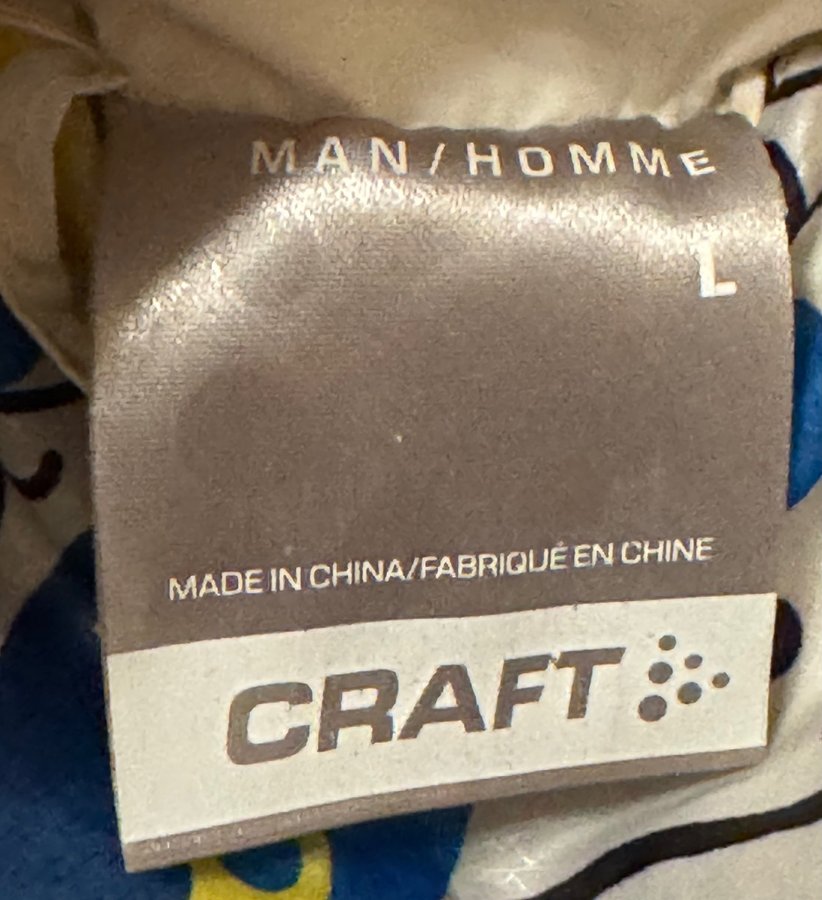 MAN/HOMME
L
MADE IN CHINA/FABRIQUÉ EN CHINE
CRAFT